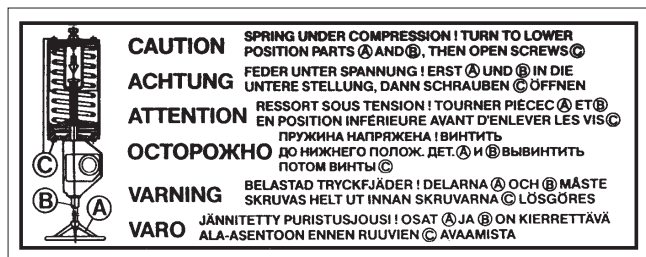 CAUTION SPRING UNDER COMPRESSION ! TURN TO LOWER
POSITION PARTS Ⓐ AND Ⓑ, THEN OPEN SCREWS Ⓒ
ACHTUNG FEDER UNTER SPANNUNG ! ERST Ⓐ UND Ⓑ IN DIE
UNTERE STELLUNG, DANN SCHRAUBEN Ⓒ ÖFFNEN
ATTENTION RESSORT SOUS TENSION ! TOURNER PIÈCEC Ⓐ ET Ⓑ
EN POSITION INFÉRIEURE AVANT D'ENLEVER LES VIS Ⓒ
ОСТОРОЖНО ПРУЖИНА НАПРЯЖЕНА ! ВИНТИТЬ
ДО НИЖНЕГО ПОЛОЖ. ДЕТ. Ⓐ И Ⓑ ВЫВИНТИТЬ
ПОТОМ ВИНТЫ Ⓒ
VARNING BELASTAD TRYCKFJÄDER ! DELARNA Ⓐ OCH Ⓑ MÅSTE
SKRUVAS HELT UT INNAN SKRUVARNA Ⓒ LÖSGÖRES
VARO JÄNNITETTY PURISTUSJOUSI ! OSAT Ⓐ JA Ⓑ ON KIERRETTÄVÄ
ALA-ASENTOON ENNEN RUUVIEN Ⓒ AVAAMISTA
Ⓒ
Ⓑ
Ⓐ